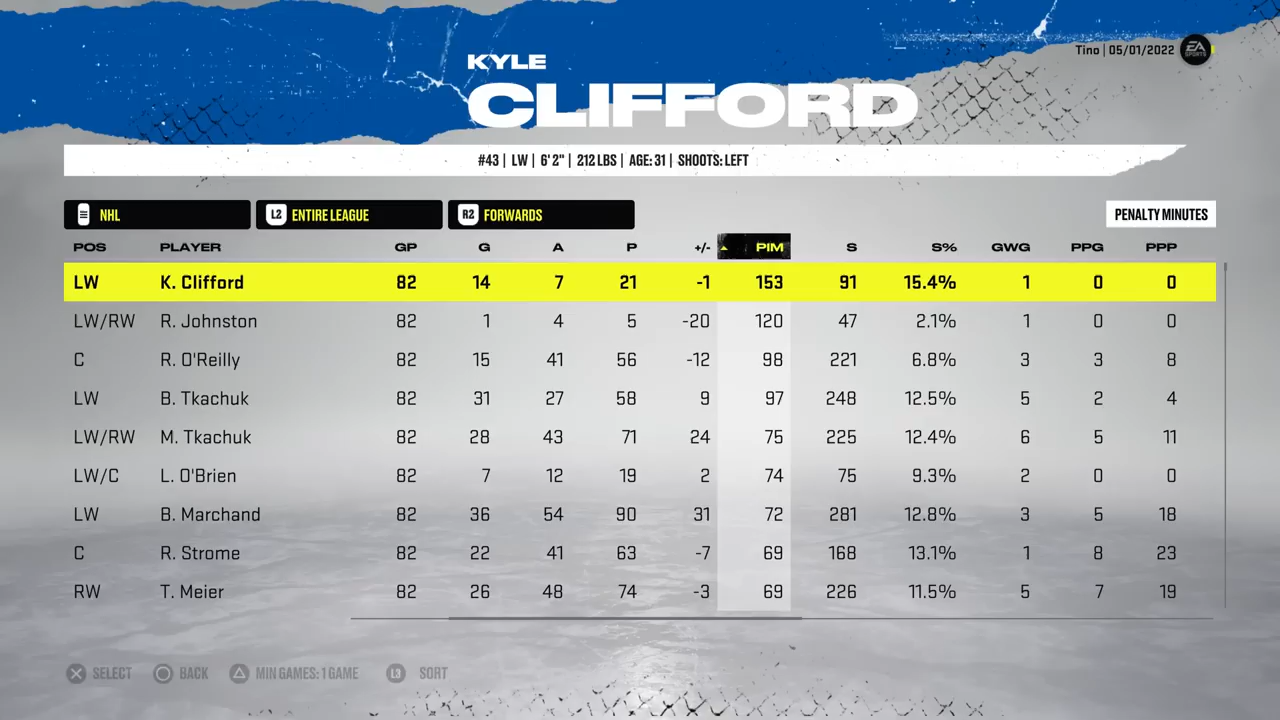 KYLE
CLIFFORD
Tino | 05/01/2022 EA SPORTS
#43 | LW | 6' 2" | 212 LBS | AGE: 31 | SHOOTS: LEFT
NHL L2 ENTIRE LEAGUE R2 FORWARDS PENALTY MINUTES
POS PLAYER GP G A P +/- PIM S S% GWG PPG PPP
LW K. Clifford 82 14 7 21 -1 153 91 15.4% 1 0 0
LW/RW R. Johnston 82 1 4 5 -20 120 47 2.1% 1 0 0
C R. O'Reilly 82 15 41 56 -12 98 221 6.8% 3 3 8
LW B. Tkachuk 82 31 27 58 9 97 248 12.5% 5 2 4
LW/RW M. Tkachuk 82 28 43 71 24 75 225 12.4% 6 5 11
LW/C L. O'Brien 82 7 12 19 2 74 75 9.3% 2 0 0
LW B. Marchand 82 36 54 90 31 72 281 12.8% 3 5 18
C R. Strome 82 22 41 63 -7 69 168 13.1% 1 8 23
RW T. Meier 82 26 48 74 -3 69 226 11.5% 5 7 19
SELECT BACK MIN GAMES: 1 GAME L3 SORT